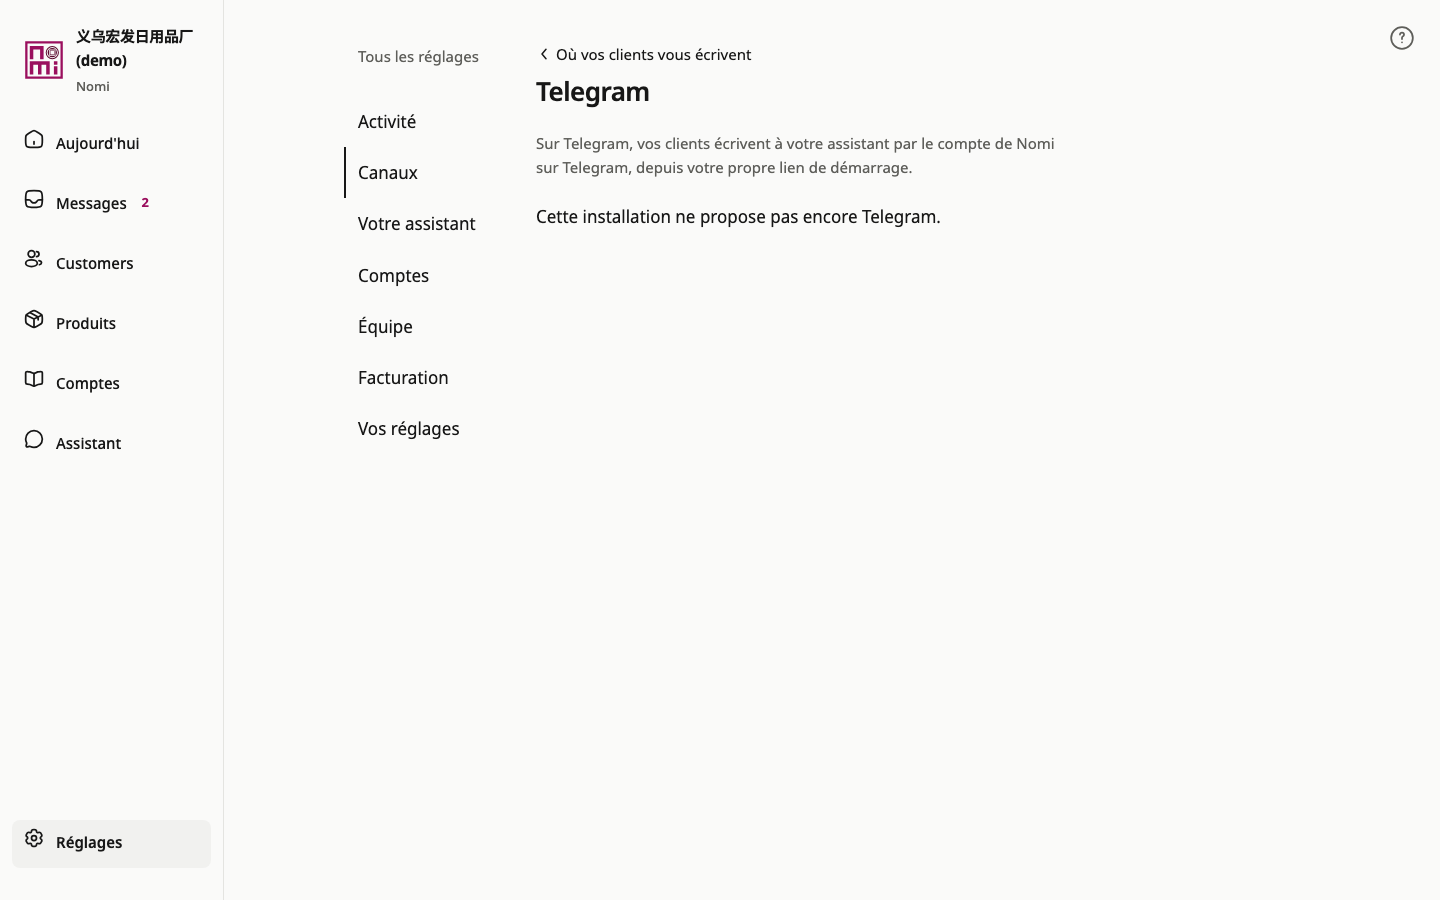 义乌宏发日用品厂
(demo)
Nomi
Aujourd'hui
Messages 2
Customers
Produits
Comptes
Assistant
Réglages
Tous les réglages
Activité
Canaux
Votre assistant
Comptes
Équipe
Facturation
Vos réglages
Où vos clients vous écrivent
Telegram
Sur Telegram, vos clients écrivent à votre assistant par le compte de Nomi
sur Telegram, depuis votre propre lien de démarrage.
Cette installation ne propose pas encore Telegram.